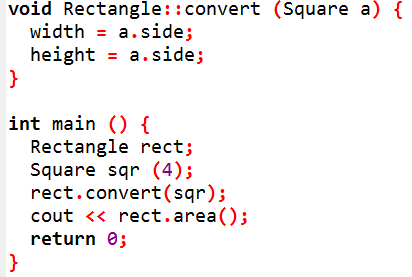 void Rectangle::convert (Square a) {
  width = a.side;
  height = a.side;
}

int main () {
  Rectangle rect;
  Square sqr (4);
  rect.convert(sqr);
  cout << rect.area();
  return 0;
}